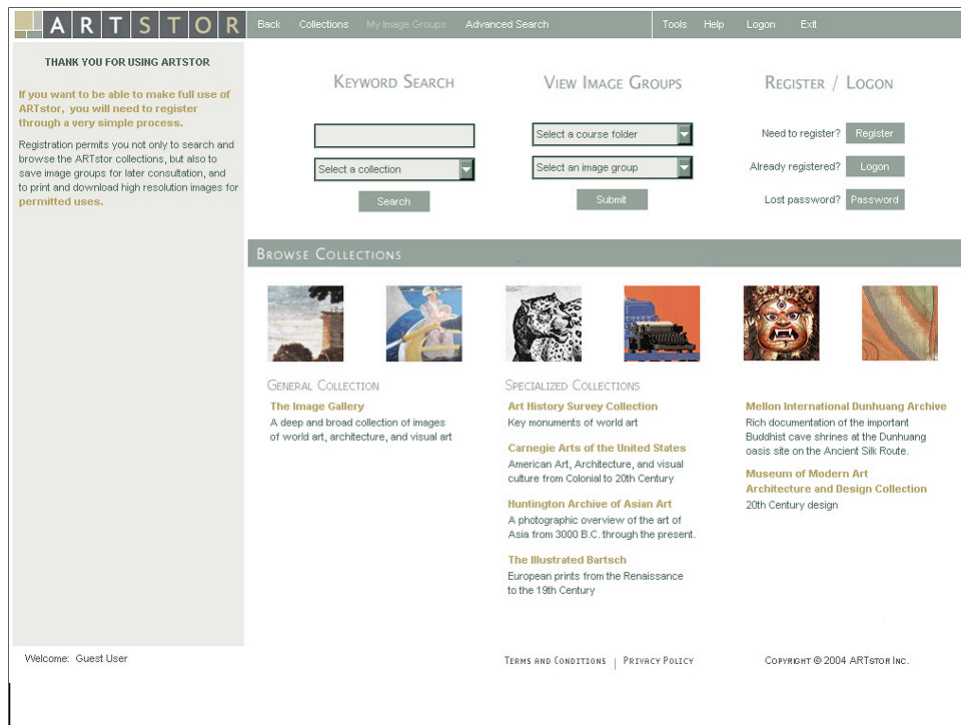 ARTSTOR
Back Collections My Image Groups Advanced Search Tools Help Logon Exit
THANK YOU FOR USING ARTSTOR
If you want to be able to make full use of
ARTstor, you will need to register
through a very simple process.
Registration permits you not only to search and
browse the ARTstor collections, but also to
save image groups for later consultation, and
to print and download high resolution images for
permitted uses.
KEYWORD SEARCH
Select a collection
Search
VIEW IMAGE GROUPS
Select a course folder
Select an image group
Submit
REGISTER / LOGON
Need to register? Register
Already registered? Logon
Lost password? Password
BROWSE COLLECTIONS
GENERAL COLLECTION
The Image Gallery
A deep and broad collection of images
of world art, architecture, and visual art
SPECIALIZED COLLECTIONS
Art History Survey Collection
Key monuments of world art
Carnegie Arts of the United States
American Art, Architecture, and visual
culture from Colonial to 20th Century
Huntington Archive of Asian Art
A photographic overview of the art of
Asia from 3000 B.C. through the present.
The Illustrated Bartsch
European prints from the Renaissance
to the 19th Century
Mellon International Dunhuang Archive
Rich documentation of the important
Buddhist cave shrines at the Dunhuang
oasis site on the Ancient Silk Route.
Museum of Modern Art
Architecture and Design Collection
20th Century design
Welcome: Guest User
TERMS AND CONDITIONS | PRIVACY POLICY
COPYRIGHT © 2004 ARTSTOR INC.